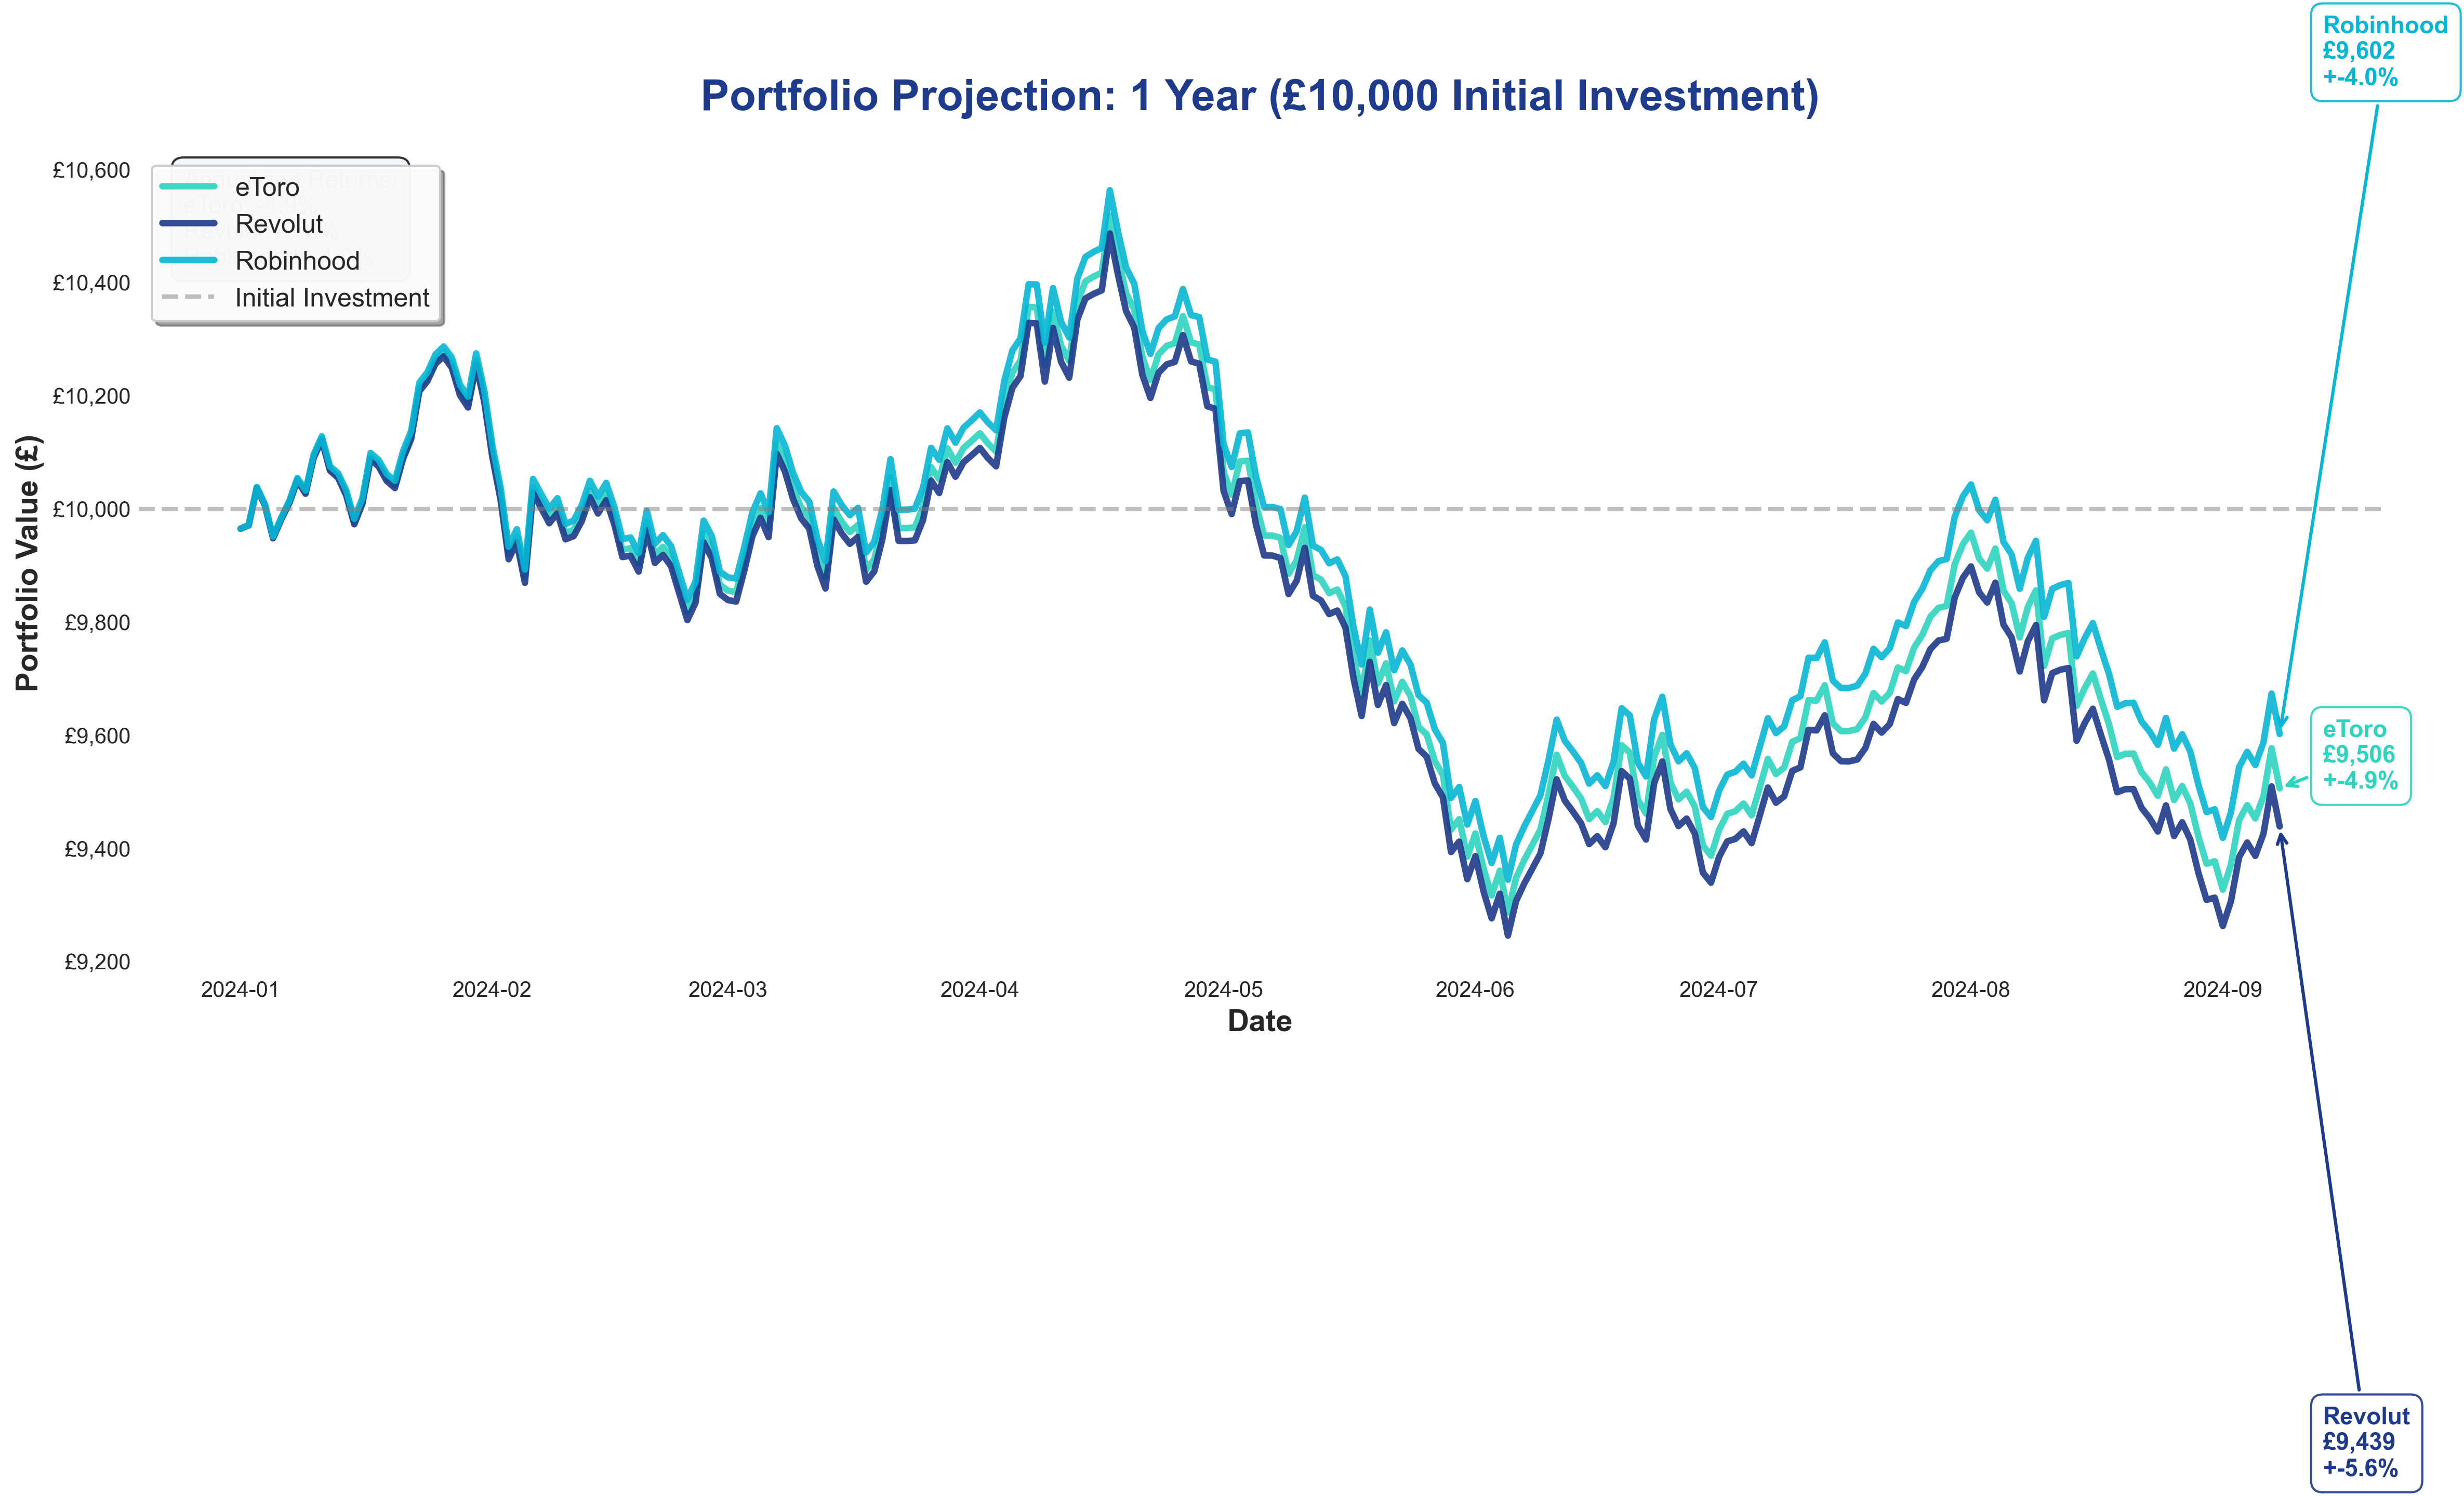 Robinhood
£9,602
+-4.0%
Portfolio Projection: 1 Year (£10,000 Initial Investment)
£10,600
£10,400
£10,200
£10,000
£9,800
£9,600
£9,400
£9,200
Portfolio Value (£)
eToro
Revolut
Robinhood
Initial Investment
eToro
£9,506
+-4.9%
2024-01
2024-02
2024-03
2024-04
2024-05
2024-06
2024-07
2024-08
2024-09
Date
Revolut
£9,439
+-5.6%